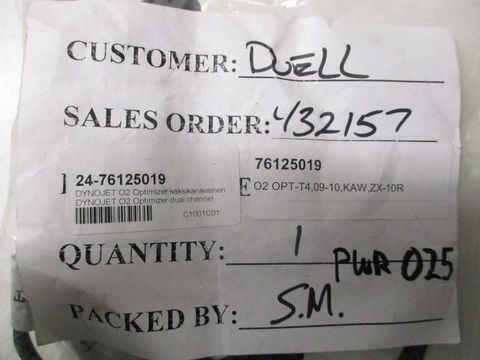 CUSTOMER: DUELL
SALES ORDER: 432157
24-76125019
DYNOJET O2 Optimizer kaksikanavainen
DYNOJET O2 Optimizer dual channel
C1001C01
E
76125019
O2 OPT-T4,09-10,KAW,ZX-10R
QUANTITY: 1
PWR 025
PACKED BY: S.M.